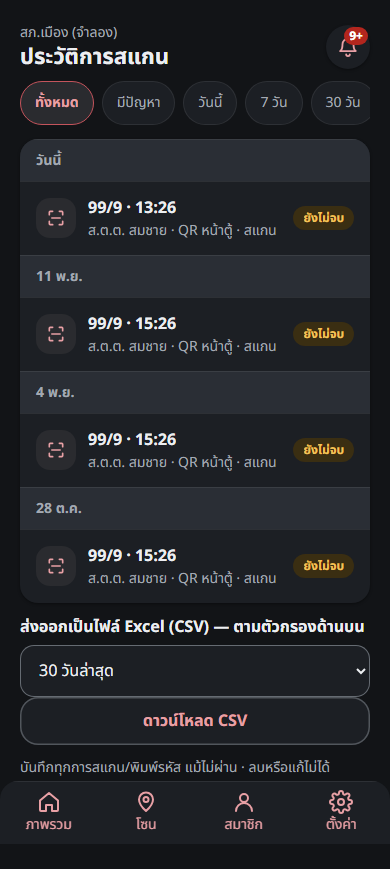 สภ.เมือง (จำลอง)
ประวัติการสแกน
9+
ทั้งหมด
มีปัญหา
วันนี้
7 วัน
30 วัน
วันนี้
99/9 · 13:26
ส.ต.ต. สมชาย · QR หน้าตู้ · สแกน
ยังไม่จบ
11 พ.ย.
99/9 · 15:26
ส.ต.ต. สมชาย · QR หน้าตู้ · สแกน
ยังไม่จบ
4 พ.ย.
99/9 · 15:26
ส.ต.ต. สมชาย · QR หน้าตู้ · สแกน
ยังไม่จบ
28 ต.ค.
99/9 · 15:26
ส.ต.ต. สมชาย · QR หน้าตู้ · สแกน
ยังไม่จบ
ส่งออกเป็นไฟล์ Excel (CSV) — ตามตัวกรองด้านบน
30 วันล่าสุด
ดาวน์โหลด CSV
บันทึกทุกการสแกน/พิมพ์รหัส แม้ไม่ผ่าน · ลบหรือแก้ไม่ได้
ภาพรวม
โซน
สมาชิก
ตั้งค่า